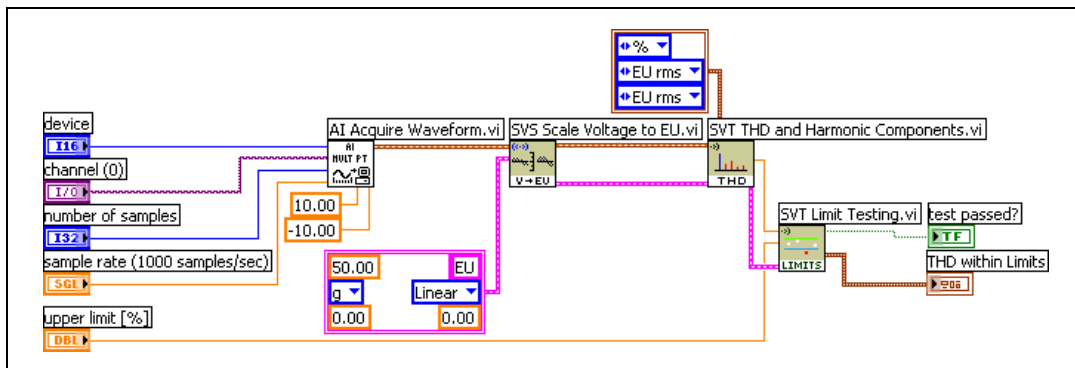 %
EU rms
EU rms
device
I16
channel (0)
I/O
number of samples
I32
sample rate (1000 samples/sec)
SGL
upper limit [%]
DBL
AI Acquire Waveform.vi
AI
MULT PT
10.00
-10.00
SVS Scale Voltage to EU.vi
V→EU
50.00
EU
g
Linear
0.00
0.00
SVT THD and Harmonic Components.vi
THD
SVT Limit Testing.vi
LIMITS
test passed?
TF
THD within Limits